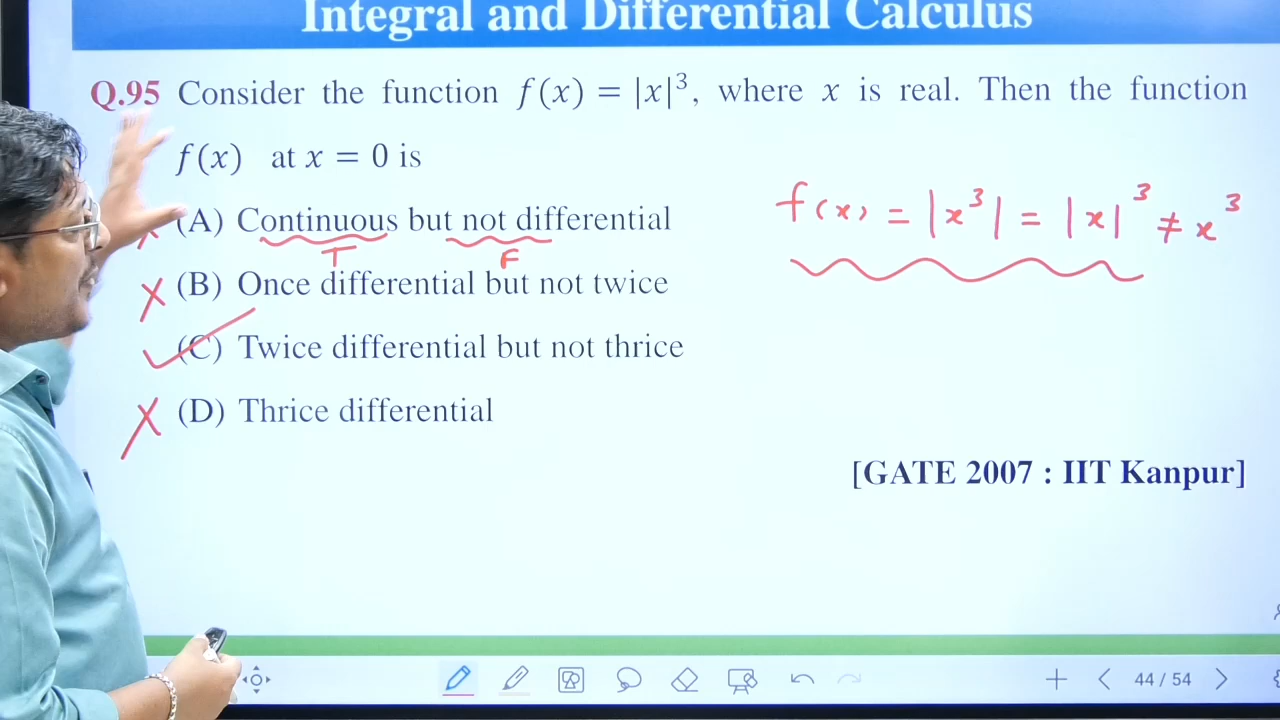 Integral and Differential Calculus
Q.95 Consider the function f(x) = |x|³, where x is real. Then the function
f(x) at x = 0 is
(A) Continuous but not differential
T F
f(x) = |x³| = |x|³ ≠ x³
(B) Once differential but not twice
(C) Twice differential but not thrice
(D) Thrice differential
[GATE 2007 : IIT Kanpur]
44 / 54